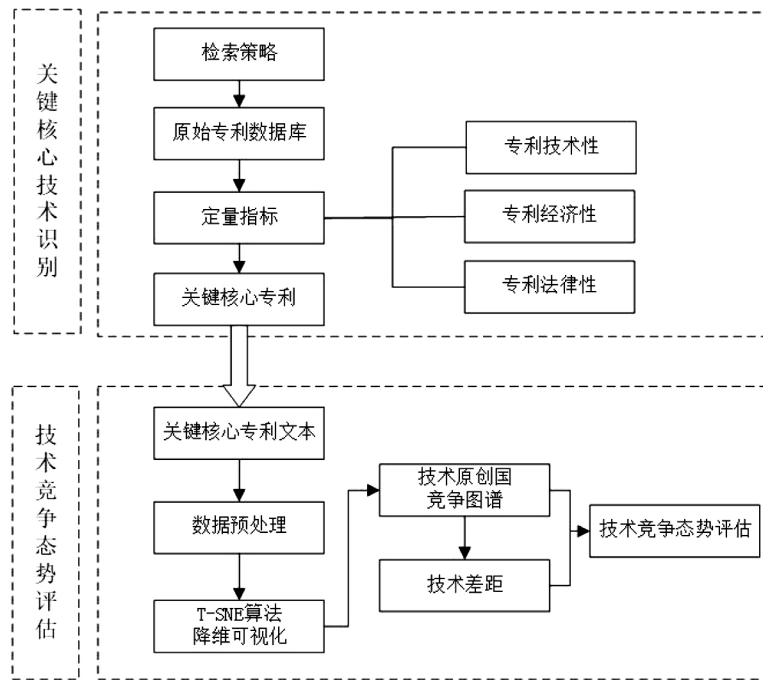 关键核心技术识别
检索策略
原始专利数据库
定量指标
关键核心专利
专利技术性
专利经济性
专利法律性
技术竞争态势评估
关键核心专利文本
数据预处理
T-SNE算法
降维可视化
技术原创国
竞争图谱
技术差距
技术竞争态势评估